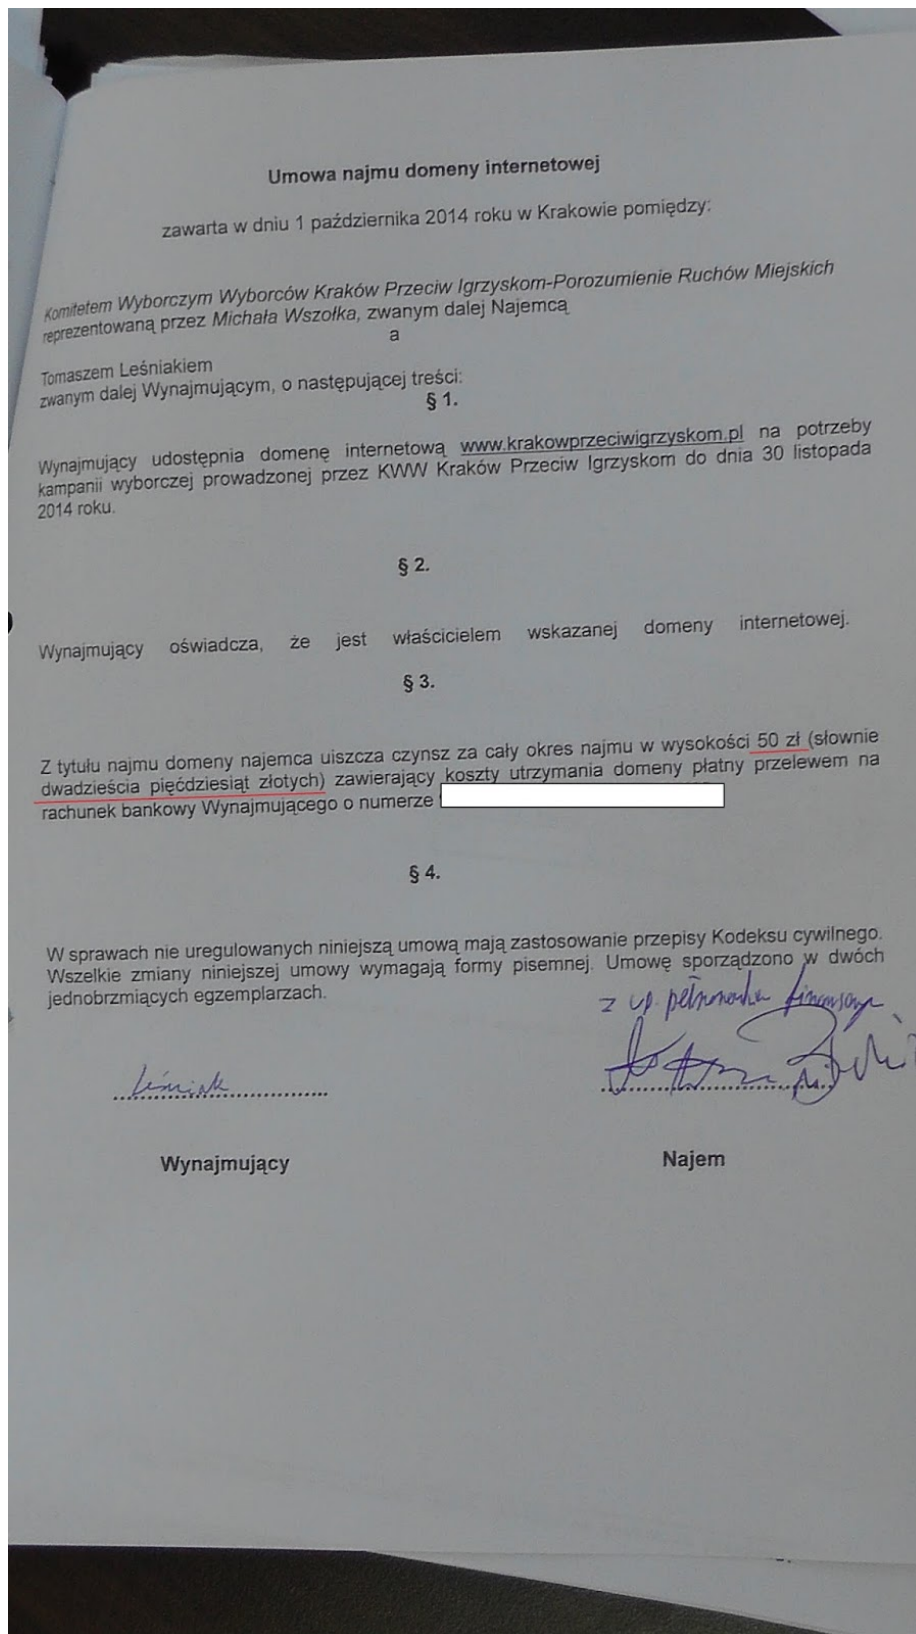 Umowa najmu domeny internetowej
zawarta w dniu 1 października 2014 roku w Krakowie pomiędzy:
Komitetem Wyborczym Wyborców Kraków Przeciw Igrzyskom-Porozumienie Ruchów Miejskich
reprezentowaną przez Michała Wszołka, zwanym dalej Najemcą
a
Tomaszem Leśniakiem
zwanym dalej Wynajmującym, o następującej treści:
§ 1.
Wynajmujący udostępnia domenę internetową www.krakowprzeciwigrzyskom.pl na potrzeby
kampanii wyborczej prowadzonej przez KWW Kraków Przeciw Igrzyskom do dnia 30 listopada
2014 roku.
§ 2.
Wynajmujący oświadcza, że jest właścicielem wskazanej domeny internetowej.
§ 3.
Z tytułu najmu domeny najemca uiszcza czynsz za cały okres najmu w wysokości 50 zł (słownie
dwadzieścia pięćdziesiąt złotych) zawierający koszty utrzymania domeny płatny przelewem na
rachunek bankowy Wynajmującego o numerze
§ 4.
W sprawach nie uregulowanych niniejszą umową mają zastosowanie przepisy Kodeksu cywilnego.
Wszelkie zmiany niniejszej umowy wymagają formy pisemnej. Umowę sporządzono w dwóch
jednobrzmiących egzemplarzach.
z up. pełnomocnika finansowego
Leśniak
Wynajmujący Najem